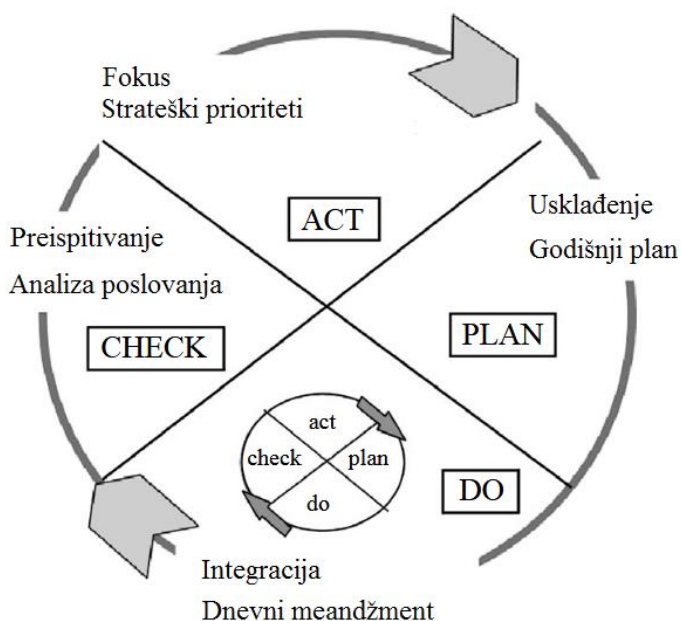 Fokus
Strateški prioriteti
ACT
Usklađenje
Godišnji plan
Preispitivanje
Analiza poslovanja
CHECK
PLAN
act
check
plan
do
DO
Integracija
Dnevni meandžment